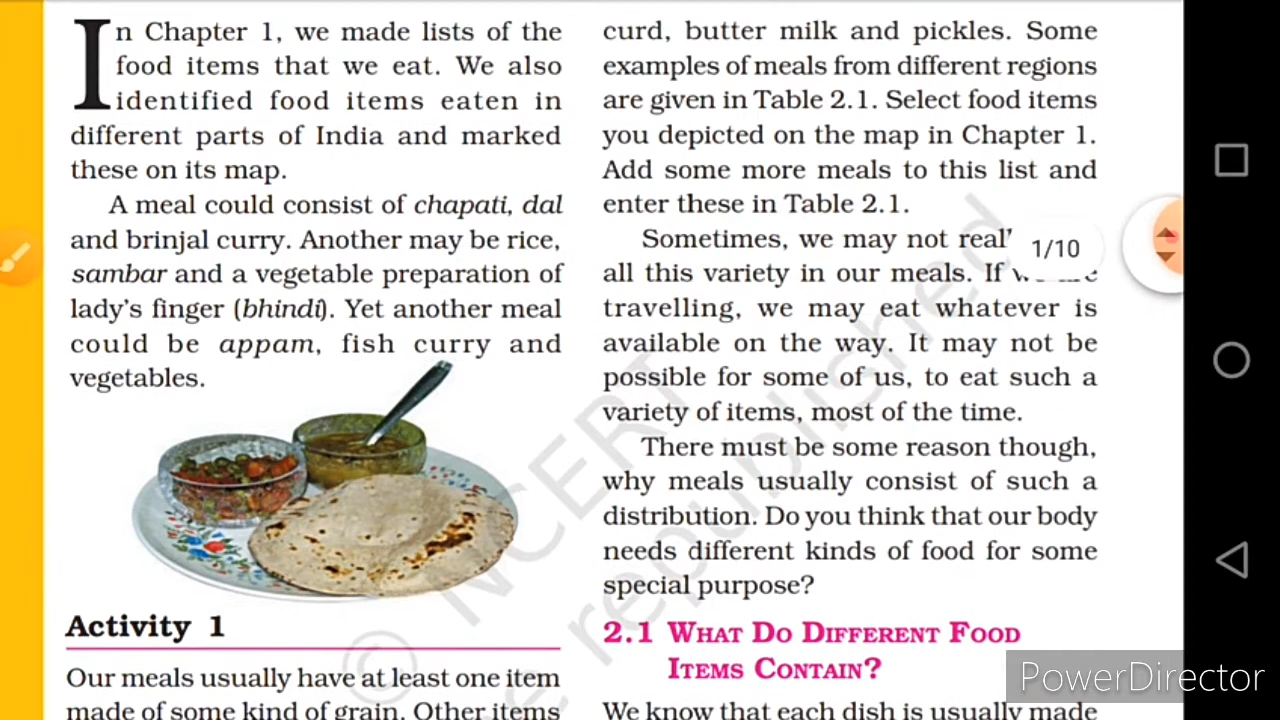 In Chapter 1, we made lists of the
food items that we eat. We also
identified food items eaten in
different parts of India and marked
these on its map.
A meal could consist of chapati, dal
and brinjal curry. Another may be rice,
sambar and a vegetable preparation of
lady's finger (bhindi). Yet another meal
could be appam, fish curry and
vegetables.
Activity 1
Our meals usually have at least one item
made of some kind of grain. Other items
curd, butter milk and pickles. Some
examples of meals from different regions
are given in Table 2.1. Select food items
you depicted on the map in Chapter 1.
Add some more meals to this list and
enter these in Table 2.1.
Sometimes, we may not
all this variety in our meals. If
travelling, we may eat whatever is
available on the way. It may not be
possible for some of us, to eat such a
variety of items, most of the time.
There must be some reason though,
why meals usually consist of such a
distribution. Do you think that our body
needs different kinds of food for some
special purpose?
2.1 WHAT DO DIFFERENT FOOD
ITEMS CONTAIN?
We know that each dish is usually made
1/10
© NCERT
republished
PowerDirector